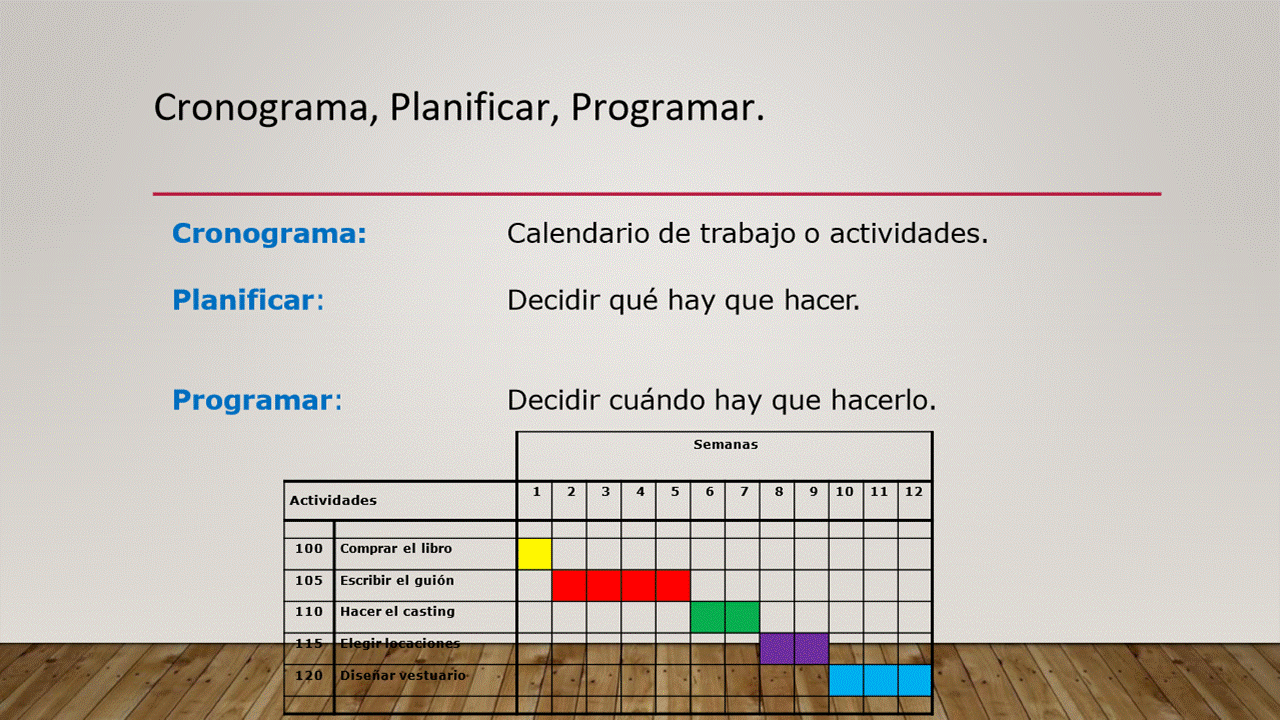 Cronograma, Planificar, Programar.
Cronograma: Calendario de trabajo o actividades.
Planificar: Decidir qué hay que hacer.
Programar: Decidir cuándo hay que hacerlo.
Semanas
Actividades 1 2 3 4 5 6 7 8 9 10 11 12
100 Comprar el libro
105 Escribir el guión
110 Hacer el casting
115 Elegir locaciones
120 Diseñar vestuario